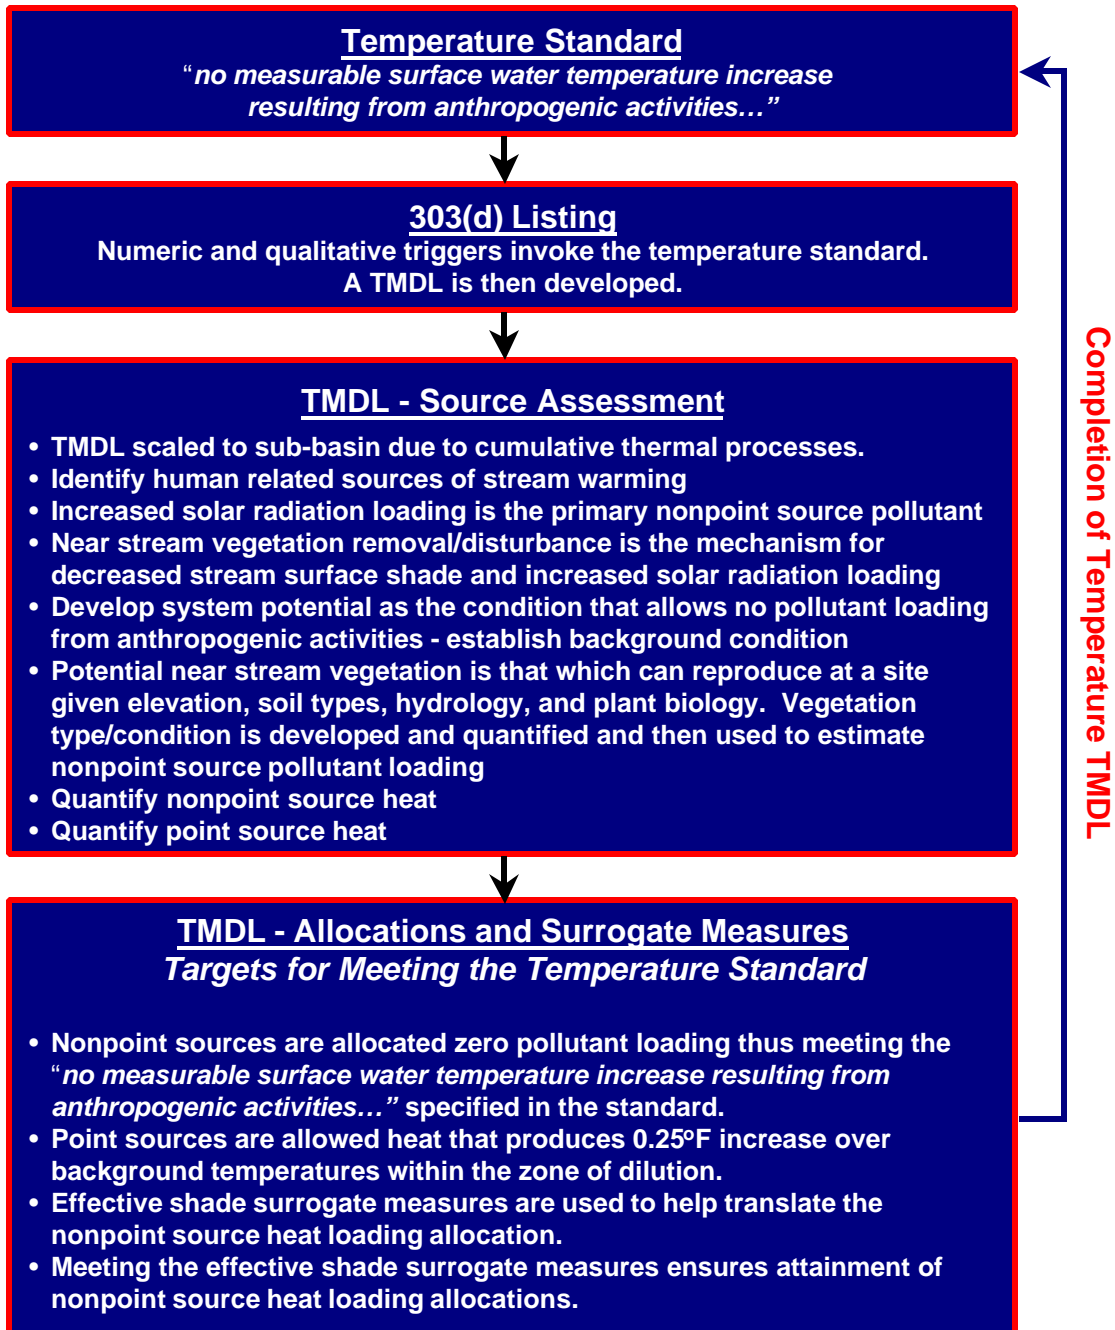 Temperature Standard
“no measurable surface water temperature increase
resulting from anthropogenic activities…”
303(d) Listing
Numeric and qualitative triggers invoke the temperature standard.
A TMDL is then developed.
TMDL - Source Assessment
• TMDL scaled to sub-basin due to cumulative thermal processes.
• Identify human related sources of stream warming
• Increased solar radiation loading is the primary nonpoint source pollutant
• Near stream vegetation removal/disturbance is the mechanism for
decreased stream surface shade and increased solar radiation loading
• Develop system potential as the condition that allows no pollutant loading
from anthropogenic activities - establish background condition
• Potential near stream vegetation is that which can reproduce at a site
given elevation, soil types, hydrology, and plant biology.  Vegetation
type/condition is developed and quantified and then used to estimate
nonpoint source pollutant loading
• Quantify nonpoint source heat
• Quantify point source heat
TMDL - Allocations and Surrogate Measures
Targets for Meeting the Temperature Standard
• Nonpoint sources are allocated zero pollutant loading thus meeting the
“no measurable surface water temperature increase resulting from
anthropogenic activities…” specified in the standard.
• Point sources are allowed heat that produces 0.25ºF increase over
background temperatures within the zone of dilution.
• Effective shade surrogate measures are used to help translate the
nonpoint source heat loading allocation.
• Meeting the effective shade surrogate measures ensures attainment of
nonpoint source heat loading allocations.
Completion of Temperature TMDL